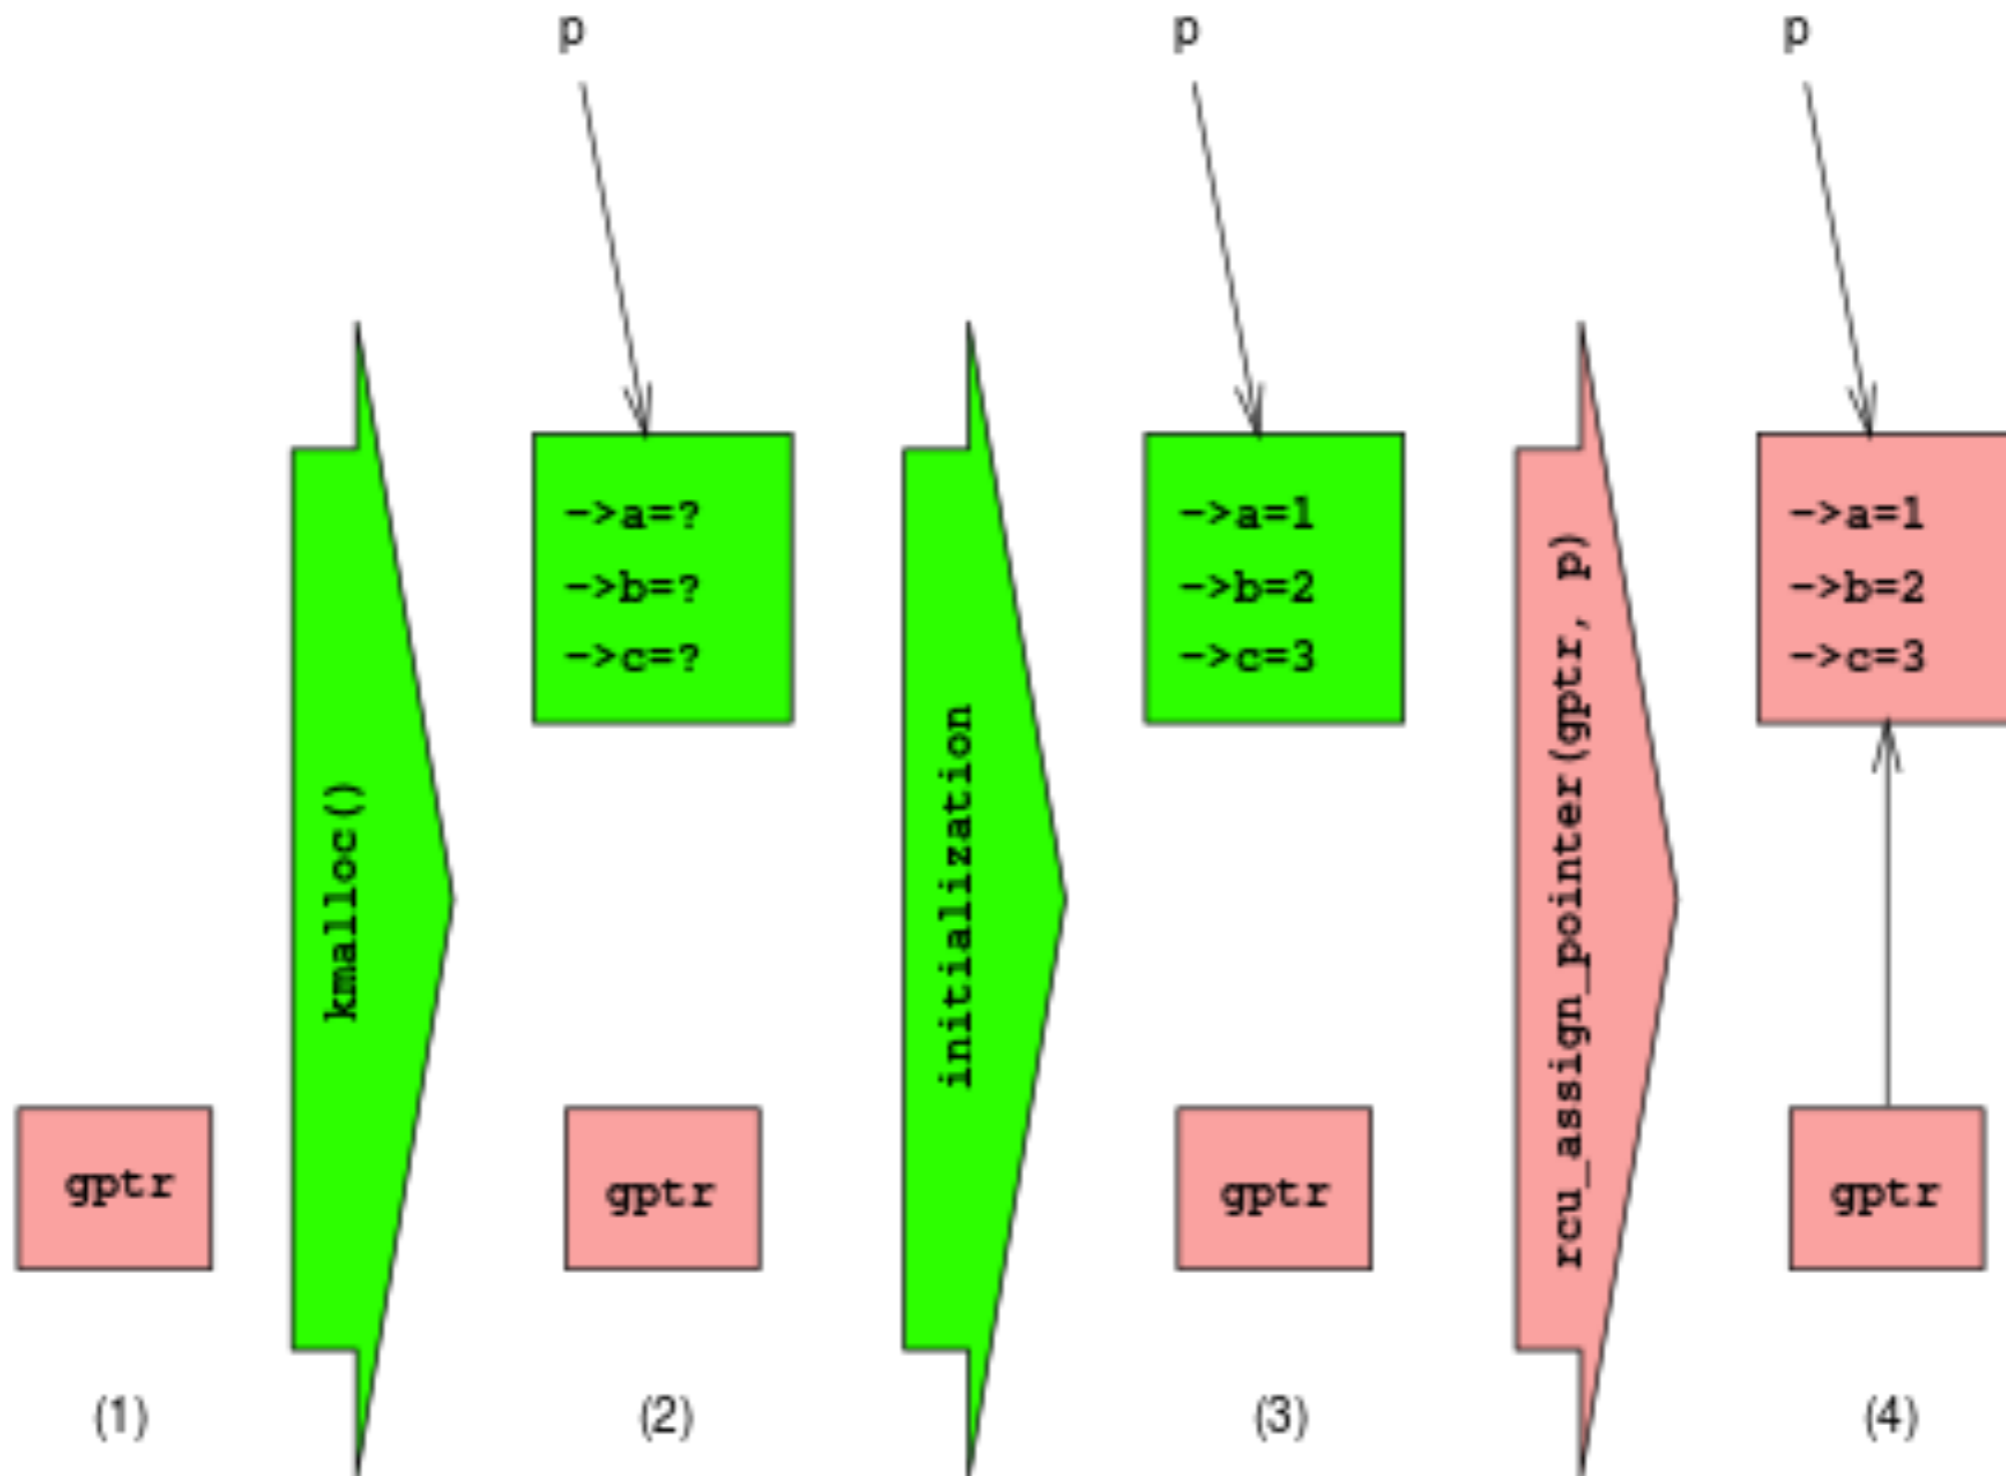 p
p
p
->a=?
->b=?
->c=?
->a=1
->b=2
->c=3
->a=1
->b=2
->c=3
kmalloc()
initialization
rcu_assign_pointer(gptr, p)
gptr
gptr
gptr
gptr
(1)
(2)
(3)
(4)